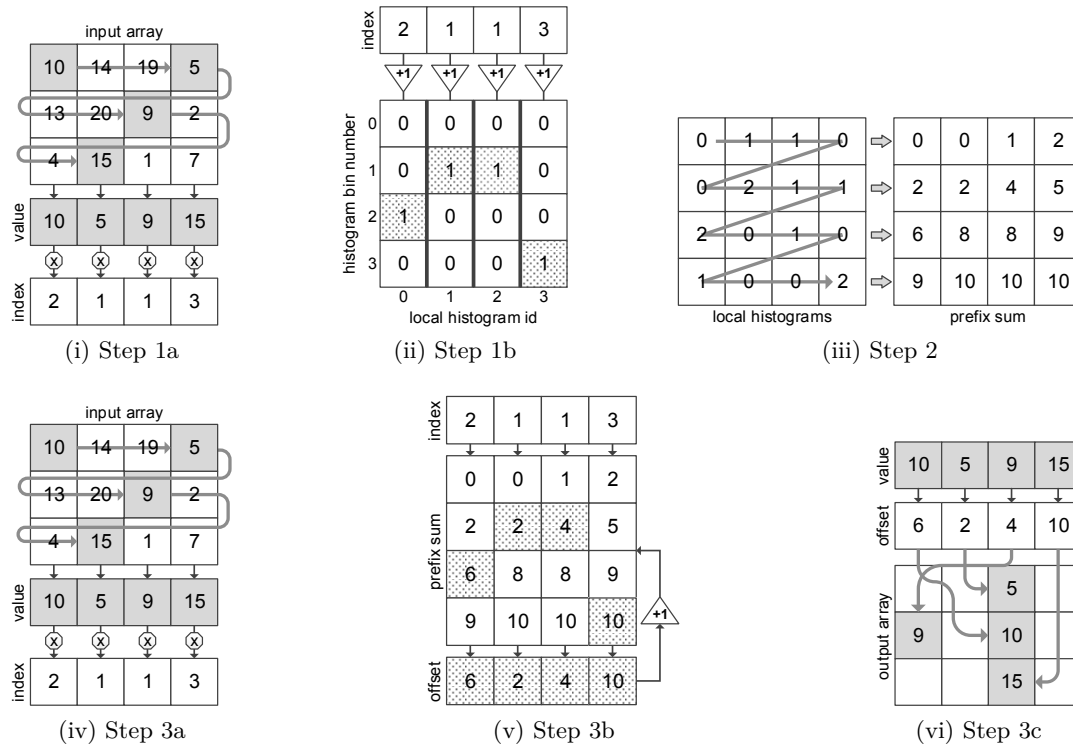 input array
10 14 19 5
13 20 9 2
4 15 1 7
value
10 5 9 15
x x x x
index
2 1 1 3
(i) Step 1a
index
2 1 1 3
+1 +1 +1 +1
histogram bin number
0 0 0 0 0
1 0 1 1 0
2 1 0 0 0
3 0 0 0 1
0 1 2 3
local histogram id
(ii) Step 1b
0 1 1 0
0 2 1 1
2 0 1 0
1 0 0 2
local histograms
0 0 1 2
2 2 4 5
6 8 8 9
9 10 10 10
prefix sum
(iii) Step 2
input array
10 14 19 5
13 20 9 2
4 15 1 7
value
10 5 9 15
x x x x
index
2 1 1 3
(iv) Step 3a
index
2 1 1 3
prefix sum
0 0 1 2
2 2 4 5
6 8 8 9
9 10 10 10
+1
offset
6 2 4 10
(v) Step 3b
value
10 5 9 15
offset
6 2 4 10
output array
5
9 10
15
(vi) Step 3c